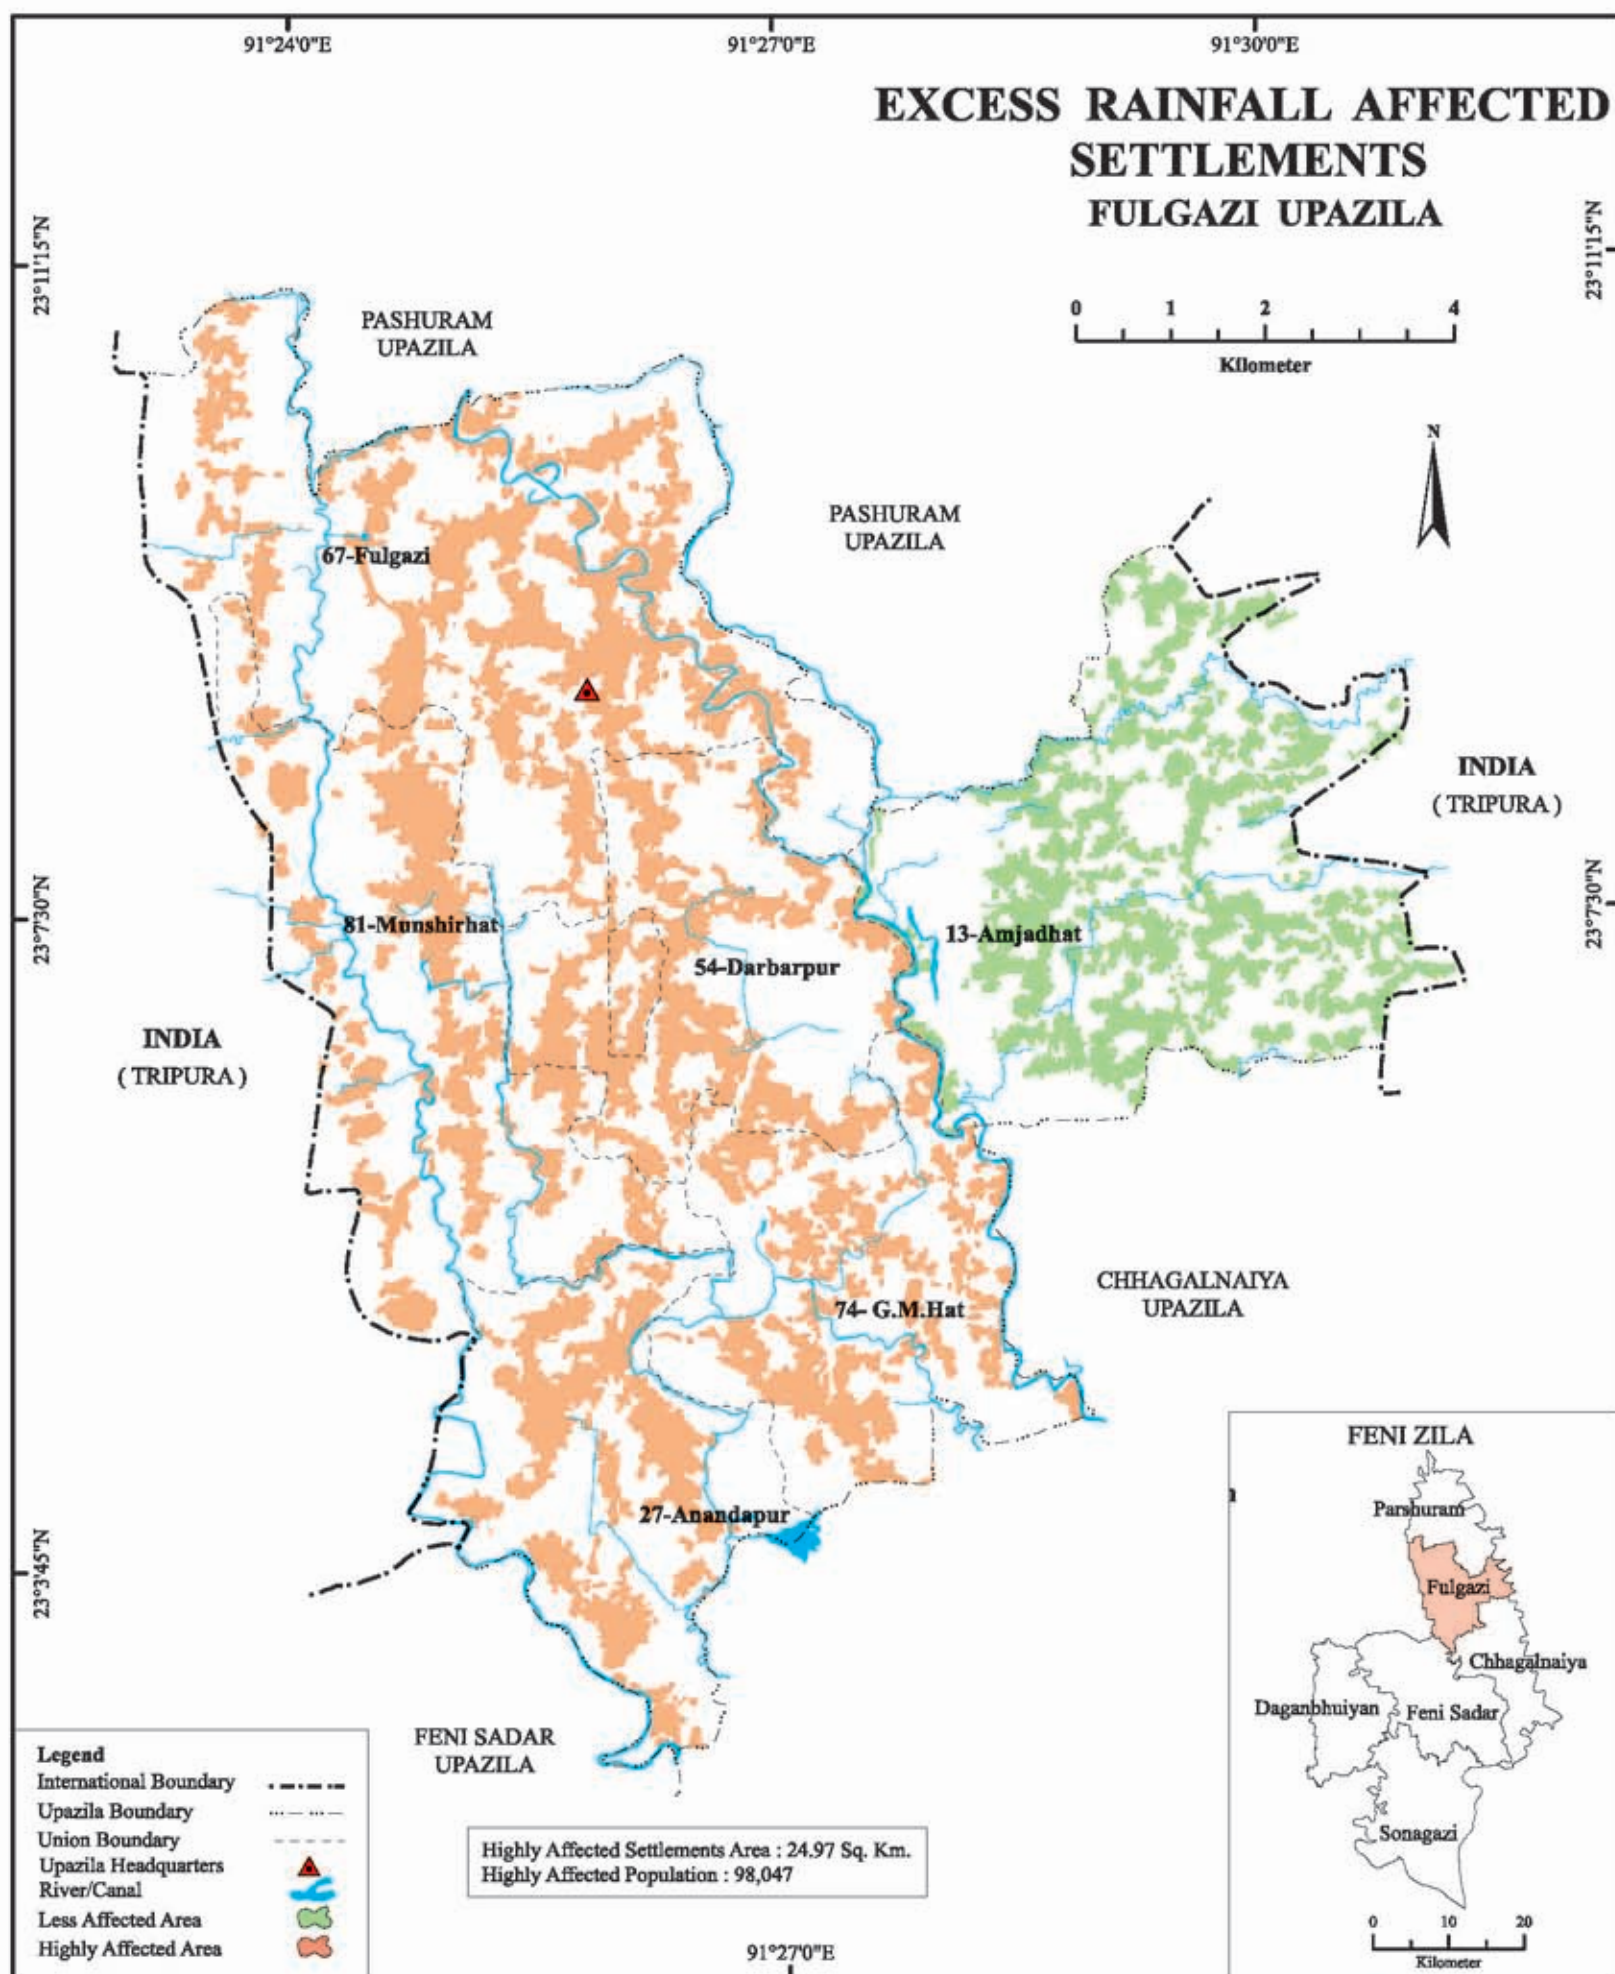 91°24'0"E
91°27'0"E
91°30'0"E
EXCESS RAINFALL AFFECTED
SETTLEMENTS
FULGAZI UPAZILA
23°11'15"N
23°11'15"N
0 1 2 4
Kilometer
PASHURAM
UPAZILA
N
PASHURAM
UPAZILA
67-Fulgazi
INDIA
( TRIPURA )
23°7'30"N
23°7'30"N
81-Munshirhat
13-Amjadhat
54-Darbarpur
INDIA
( TRIPURA )
CHHAGALNAIYA
UPAZILA
74- G.M.Hat
27-Anandapur
23°3'45"N
FENI ZILA
Parshuram
Fulgazi
Chhagalnaiya
Daganbhuiyan
Feni Sadar
Sonagazi
0 10 20
Kilometer
FENI SADAR
UPAZILA
Legend
International Boundary
Upazila Boundary
Union Boundary
Upazila Headquarters
River/Canal
Less Affected Area
Highly Affected Area
Highly Affected Settlements Area : 24.97 Sq. Km.
Highly Affected Population : 98,047
91°27'0"E